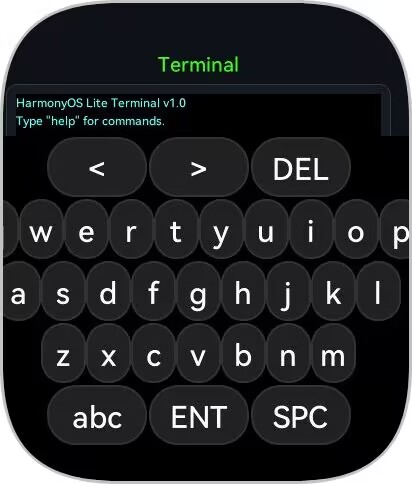 Terminal
HarmonyOS Lite Terminal v1.0
Type "help" for commands.
< > DEL
w e r t y u i o p
a s d f g h j k l
z x c v b n m
abc ENT SPC